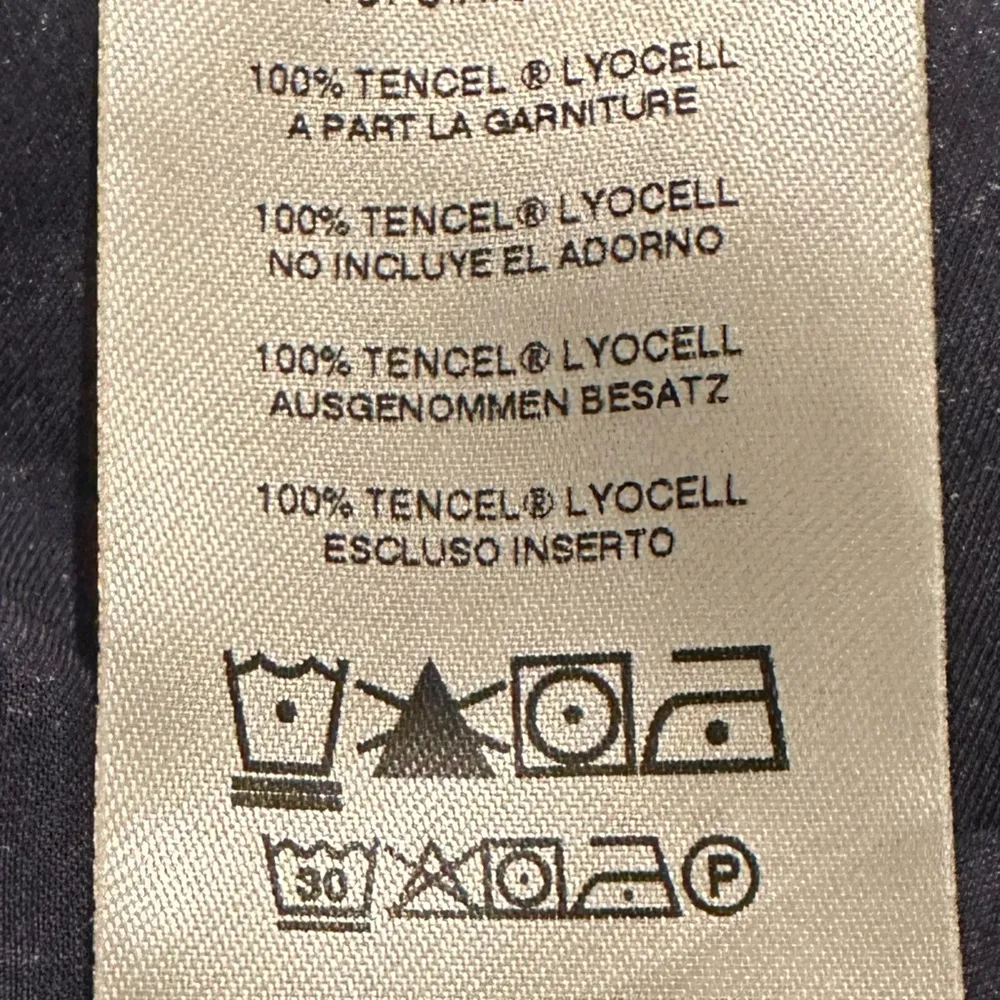 100% TENCEL ® LYOCELL
A PART LA GARNITURE
100% TENCEL® LYOCELL
NO INCLUYE EL ADORNO
100% TENCEL® LYOCELL
AUSGENOMMEN BESATZ
100% TENCEL® LYOCELL
ESCLUSO INSERTO
30 P